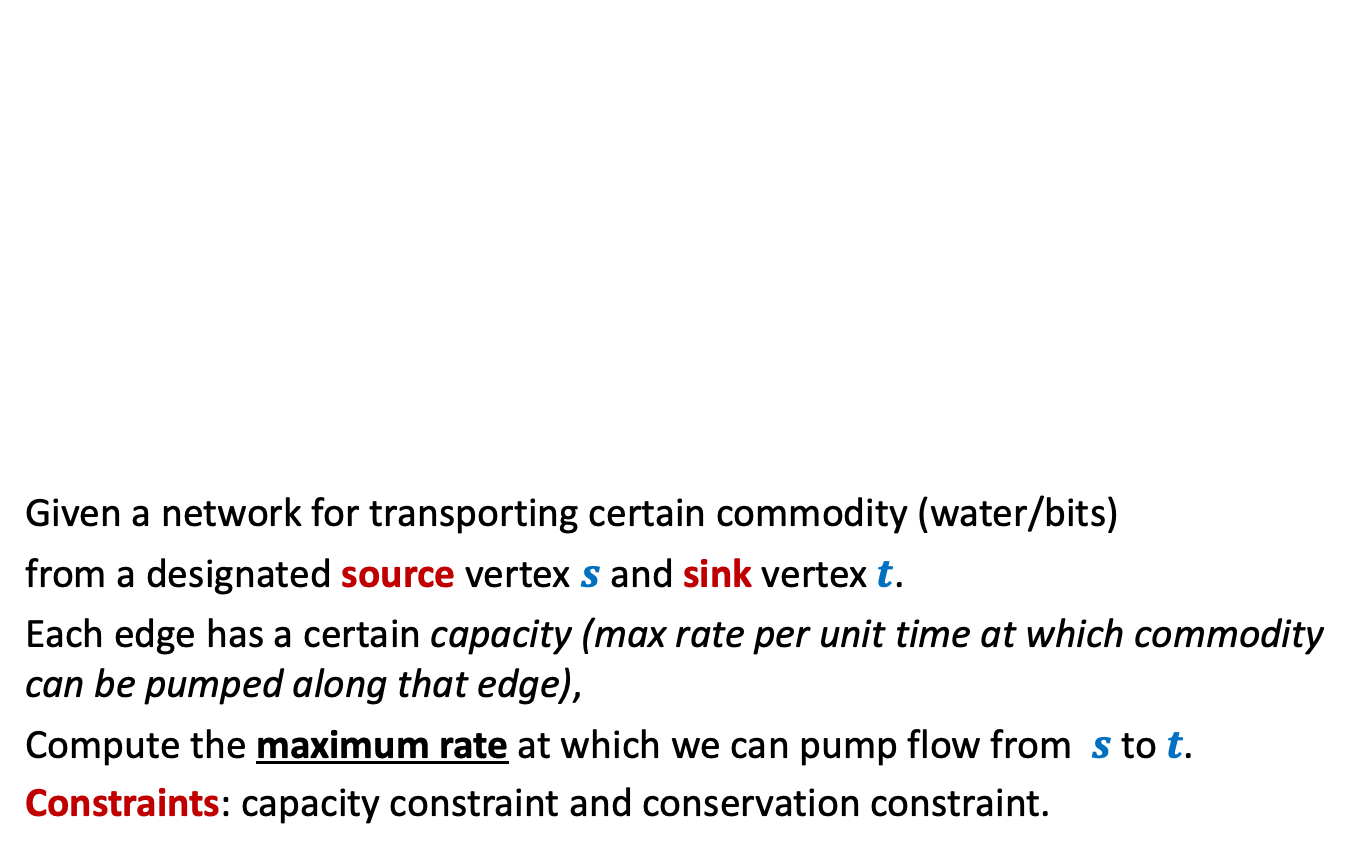 Given a network for transporting certain commodity (water/bits)
from a designated source vertex s and sink vertex t.
Each edge has a certain capacity (max rate per unit time at which commodity
can be pumped along that edge),
Compute the maximum rate at which we can pump flow from s to t.
Constraints: capacity constraint and conservation constraint.